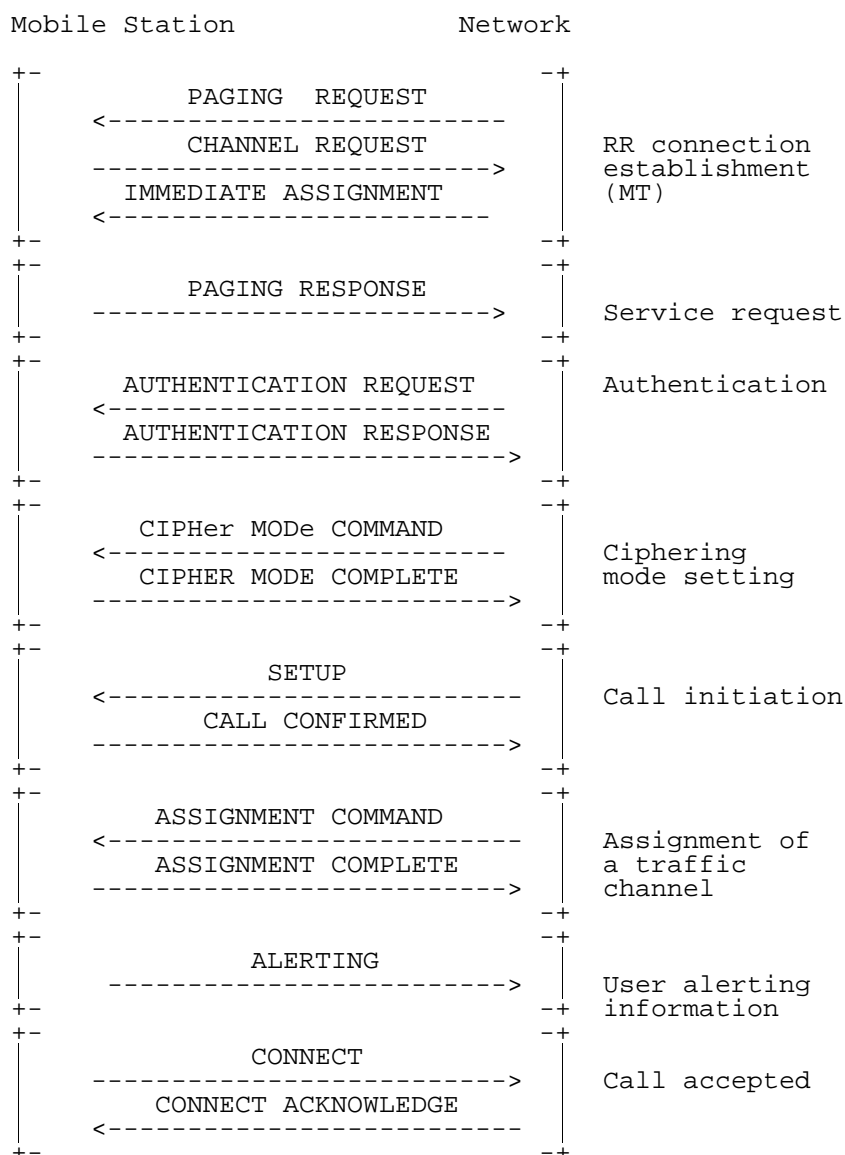 Mobile Station Network
PAGING REQUEST
CHANNEL REQUEST
RR connection
establishment
IMMEDIATE ASSIGNMENT
(MT)
PAGING RESPONSE
Service request
AUTHENTICATION REQUEST
Authentication
AUTHENTICATION RESPONSE
CIPHer MODe COMMAND
Ciphering
CIPHER MODE COMPLETE
mode setting
SETUP
Call initiation
CALL CONFIRMED
ASSIGNMENT COMMAND
Assignment of
ASSIGNMENT COMPLETE
a traffic
channel
ALERTING
User alerting
information
CONNECT
Call accepted
CONNECT ACKNOWLEDGE